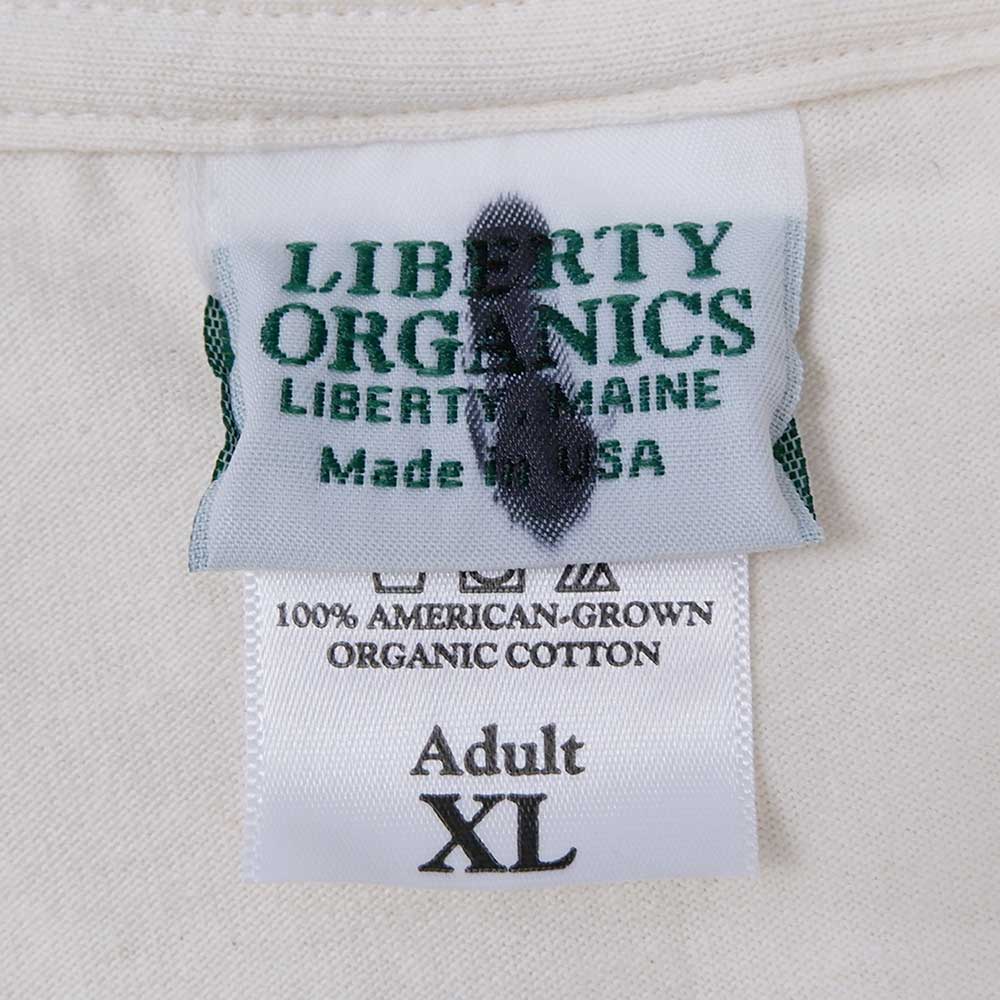 LIBERTY
ORGANICS
LIBERTY, MAINE
Made in USA
100% AMERICAN-GROWN
ORGANIC COTTON
Adult
XL